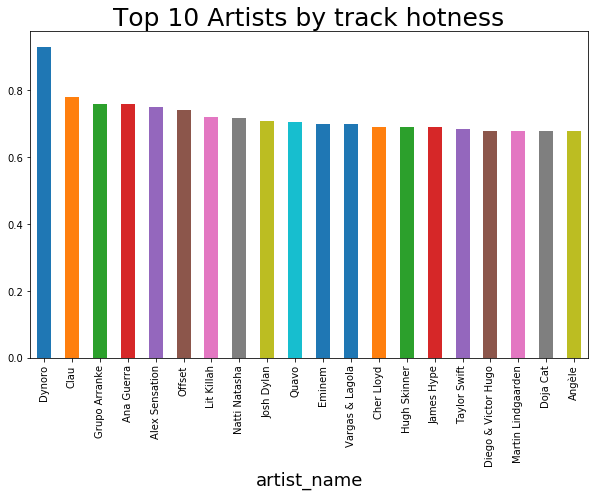 Top 10 Artists by track hotness
0.8
0.6
0.4
0.2
0.0
Dynoro
Clau
Grupo Arranke
Ana Guerra
Alex Sensation
Offset
Lit Killah
Natti Natasha
Josh Dylan
Quavo
Eminem
Vargas & Lagola
Cher Lloyd
Hugh Skinner
James Hype
Taylor Swift
Diego & Victor Hugo
Martin Lindgaarden
Doja Cat
Angèle
artist_name